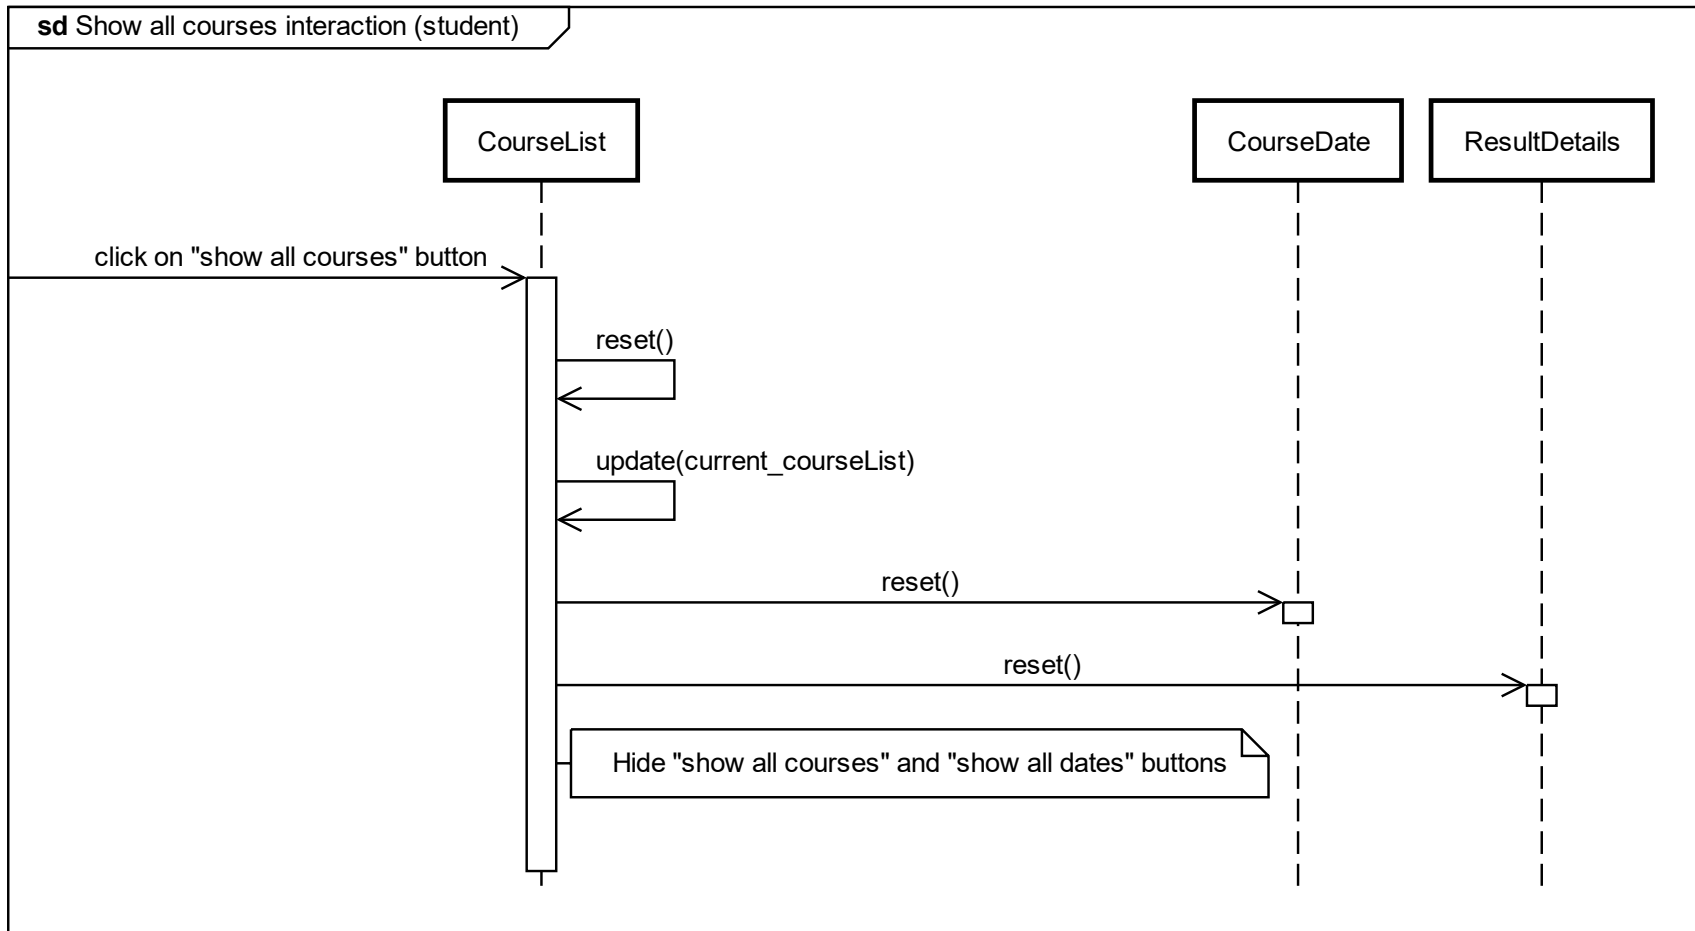 sd Show all courses interaction (student)
CourseList
CourseDate
ResultDetails
click on "show all courses" button
reset()
update(current_courseList)
reset()
reset()
Hide "show all courses" and "show all dates" buttons